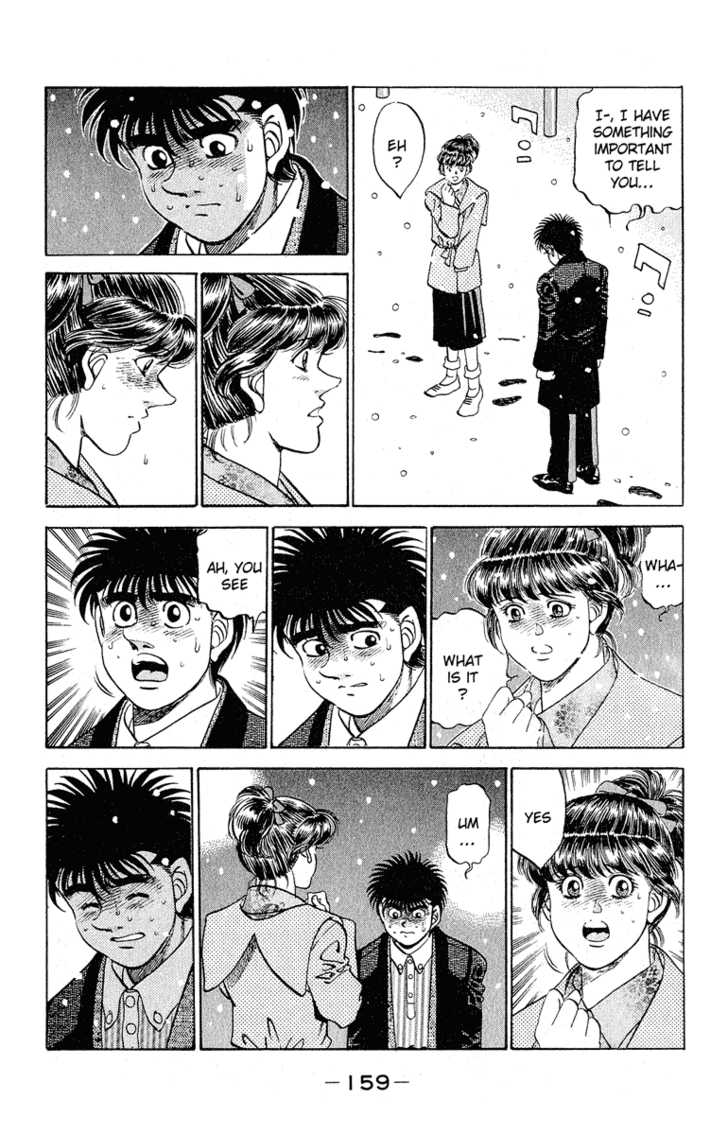 I-, I HAVE
SOMETHING
IMPORTANT
TO TELL
YOU...
EH
?
WHA-
...
WHAT
IS IT
?
AH, YOU
SEE
YES
UM
...
-159-